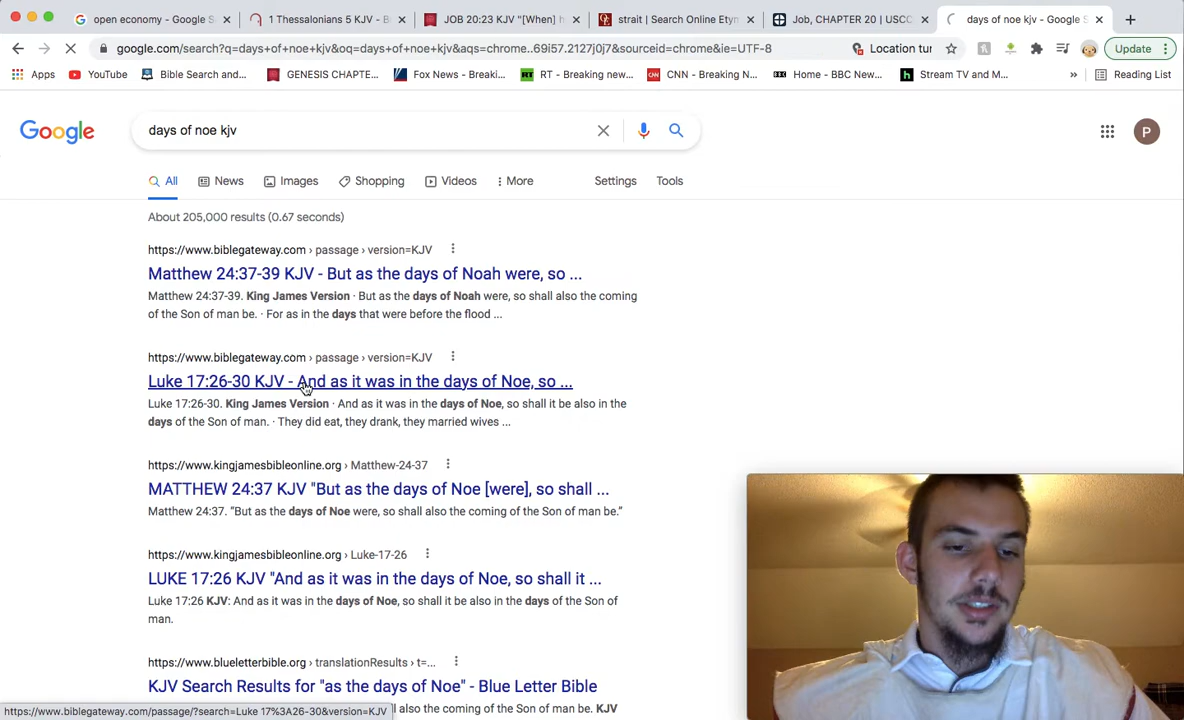 open economy - Google S
1 Thessalonians 5 KJV - B
JOB 20:23 KJV "[When] h
strait | Search Online Etyn
Job, CHAPTER 20 | USCC
days of noe kjv - Google S
google.com/search?q=days+of+noe+kjv&oq=days+of+noe+kjv&aqs=chrome..69i57.2127j0j7&sourceid=chrome&ie=UTF-8
Location tur
Update
Apps
YouTube
Bible Search and...
GENESIS CHAPTE...
Fox News - Breaki...
RT - Breaking new...
CNN - Breaking N...
Home - BBC New...
Stream TV and M...
»
Reading List
Google
days of noe kjv
P
All
News
Images
Shopping
Videos
More
Settings
Tools
About 205,000 results (0.67 seconds)
https://www.biblegateway.com › passage › version=KJV
Matthew 24:37-39 KJV - But as the days of Noah were, so ...
Matthew 24:37-39. King James Version · But as the days of Noah were, so shall also the coming
of the Son of man be. · For as in the days that were before the flood ...
https://www.biblegateway.com › passage › version=KJV
Luke 17:26-30 KJV - And as it was in the days of Noe, so ...
Luke 17:26-30. King James Version · And as it was in the days of Noe, so shall it be also in the
days of the Son of man. · They did eat, they drank, they married wives ...
https://www.kingjamesbibleonline.org › Matthew-24-37
MATTHEW 24:37 KJV "But as the days of Noe [were], so shall ...
Matthew 24:37. "But as the days of Noe were, so shall also the coming of the Son of man be."
https://www.kingjamesbibleonline.org › Luke-17-26
LUKE 17:26 KJV "And as it was in the days of Noe, so shall it ...
Luke 17:26 KJV: And as it was in the days of Noe, so shall it be also in the days of the Son of
man.
https://www.blueletterbible.org › translationResults › t=...
KJV Search Results for "as the days of Noe" - Blue Letter Bible
ll also the coming of the Son of man be. KJV
https://www.biblegateway.com/passage/?search=Luke 17%3A26-30&version=KJV